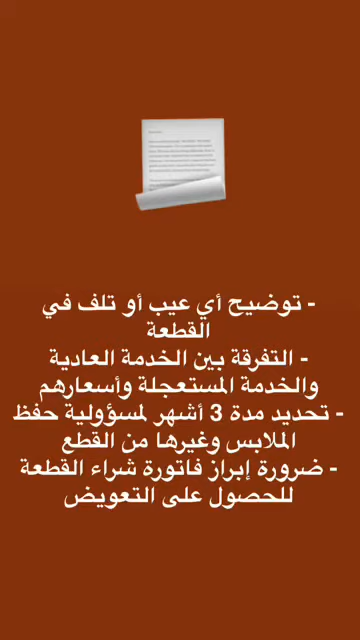 - توضيح أي عيب أو تلف في
القطعة
- التفرقة بين الخدمة العادية
والخدمة المستعجلة وأسعارهم
- تحديد مدة 3 أشهر لمسؤولية حفظ
الملابس وغيرها من القطع
- ضرورة إبراز فاتورة شراء القطعة
للحصول على التعويض